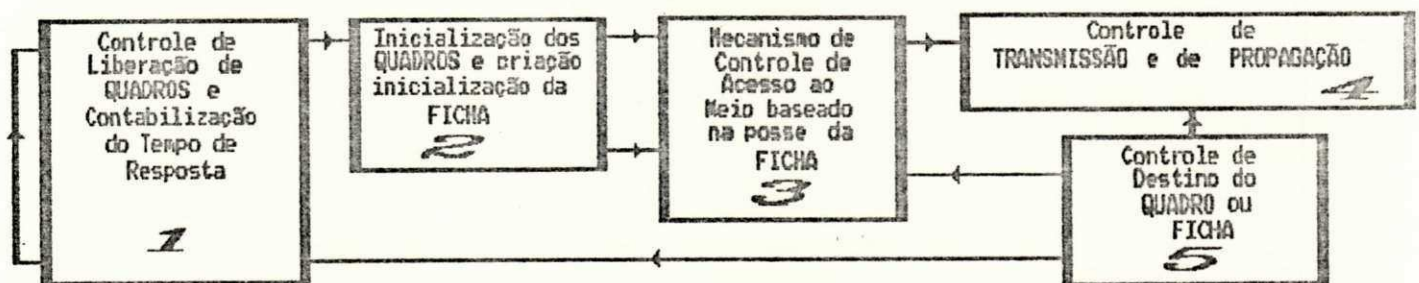 Controle de
Liberação de
QUADROS e
Contabilização
do Tempo de
Resposta
1
Inicialização dos
QUADROS e criação
inicialização da
FICHA
2
Mecanismo de
Controle de
Acesso ao
Meio baseado
na posse da
FICHA
3
Controle de
TRANSMISSÃO e de PROPAGAÇÃO
4
Controle de
Destino do
QUADRO ou
FICHA
5